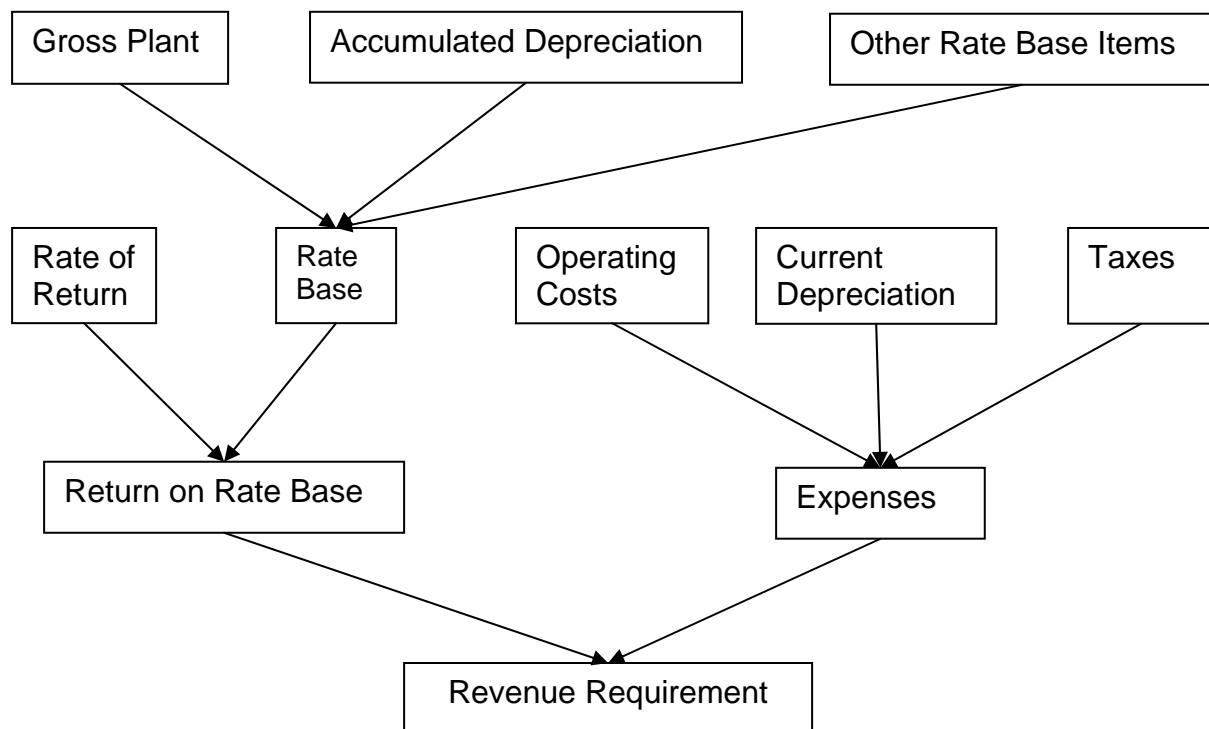 Gross Plant
Accumulated Depreciation
Other Rate Base Items
Rate of
Return
Rate
Base
Operating
Costs
Current
Depreciation
Taxes
Return on Rate Base
Expenses
Revenue Requirement